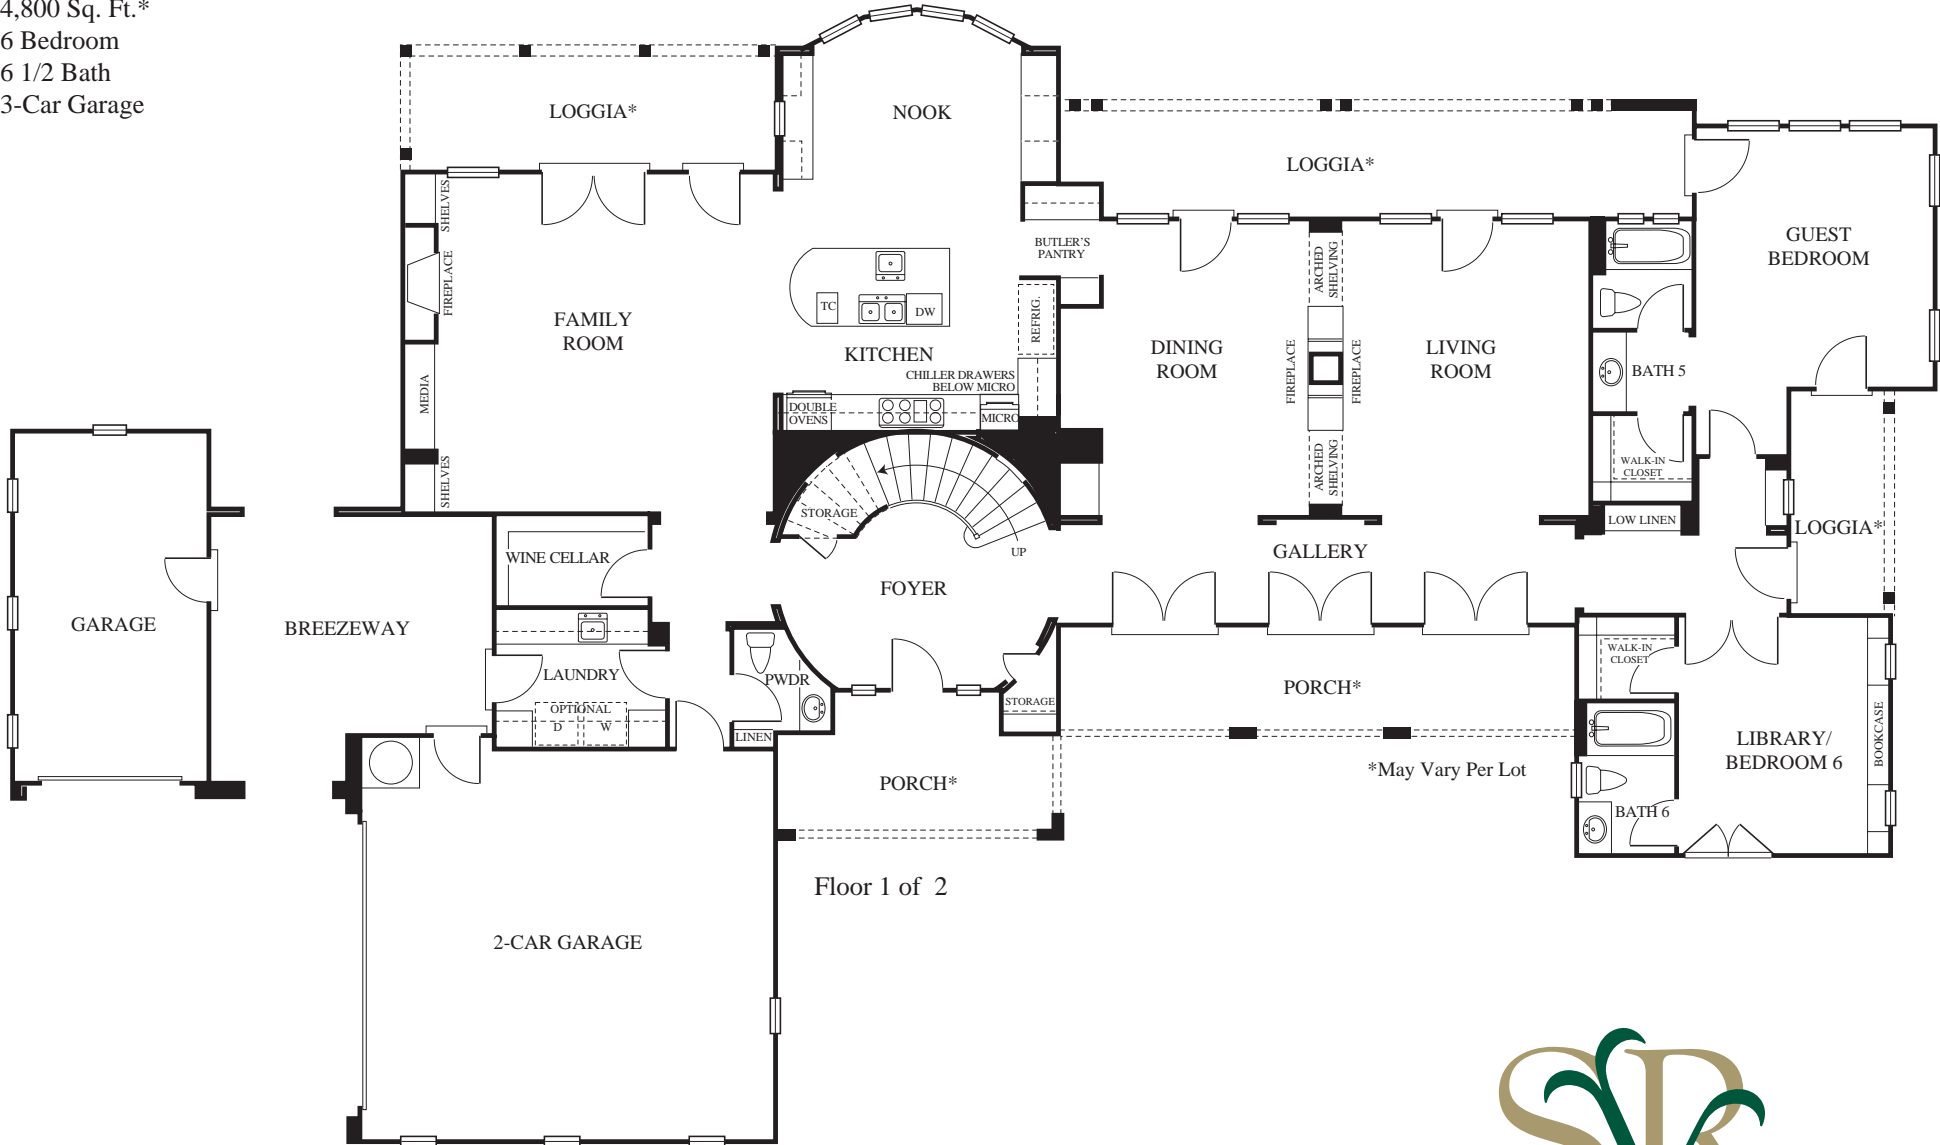 4,800 Sq. Ft.*
6 Bedroom
6 1/2 Bath
3-Car Garage
LOGGIA*
NOOK
LOGGIA*
SHELVES
FIREPLACE
MEDIA
SHELVES
FAMILY
ROOM
BUTLER'S
PANTRY
TC
DW
REFRIG.
KITCHEN
CHILLER DRAWERS
BELOW MICRO
DOUBLE
OVENS
MICRO
DINING
ROOM
ARCHED
SHELVING
FIREPLACE
FIREPLACE
ARCHED
SHELVING
LIVING
ROOM
GUEST
BEDROOM
BATH 5
WALK-IN
CLOSET
LOW LINEN
LOGGIA*
STORAGE
UP
WINE CELLAR
FOYER
GALLERY
GARAGE
BREEZEWAY
LAUNDRY
OPTIONAL
D
W
PWDR
LINEN
STORAGE
PORCH*
PORCH*
*May Vary Per Lot
WALK-IN
CLOSET
LIBRARY/
BEDROOM 6
BOOKCASE
BATH 6
Floor 1 of 2
2-CAR GARAGE
SR